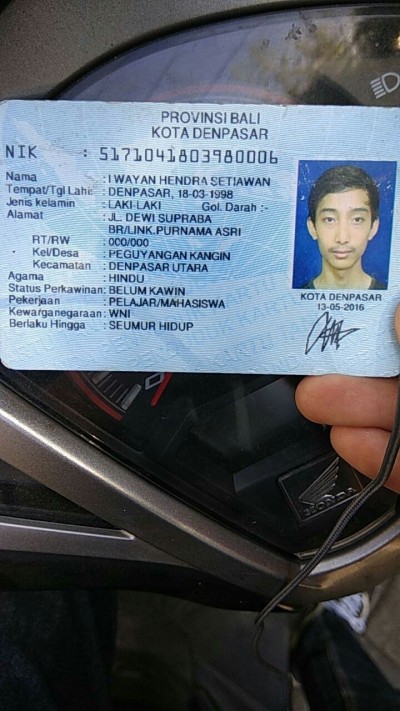 PROVINSI BALI
KOTA DENPASAR
NIK : 5171041803980006
Nama : I WAYAN HENDRA SETIAWAN
Tempat/Tgl Lahir : DENPASAR, 18-03-1998
Jenis kelamin : LAKI-LAKI Gol. Darah :-
Alamat : JL. DEWI SUPRABA
BR/LINK.PURNAMA ASRI
RT/RW : 000/000
Kel/Desa : PEGUYANGAN KANGIN
Kecamatan : DENPASAR UTARA
Agama : HINDU
Status Perkawinan: BELUM KAWIN
Pekerjaan : PELAJAR/MAHASISWA
Kewarganegaraan: WNI
Berlaku Hingga : SEUMUR HIDUP
KOTA DENPASAR
13-05-2016
HONDA